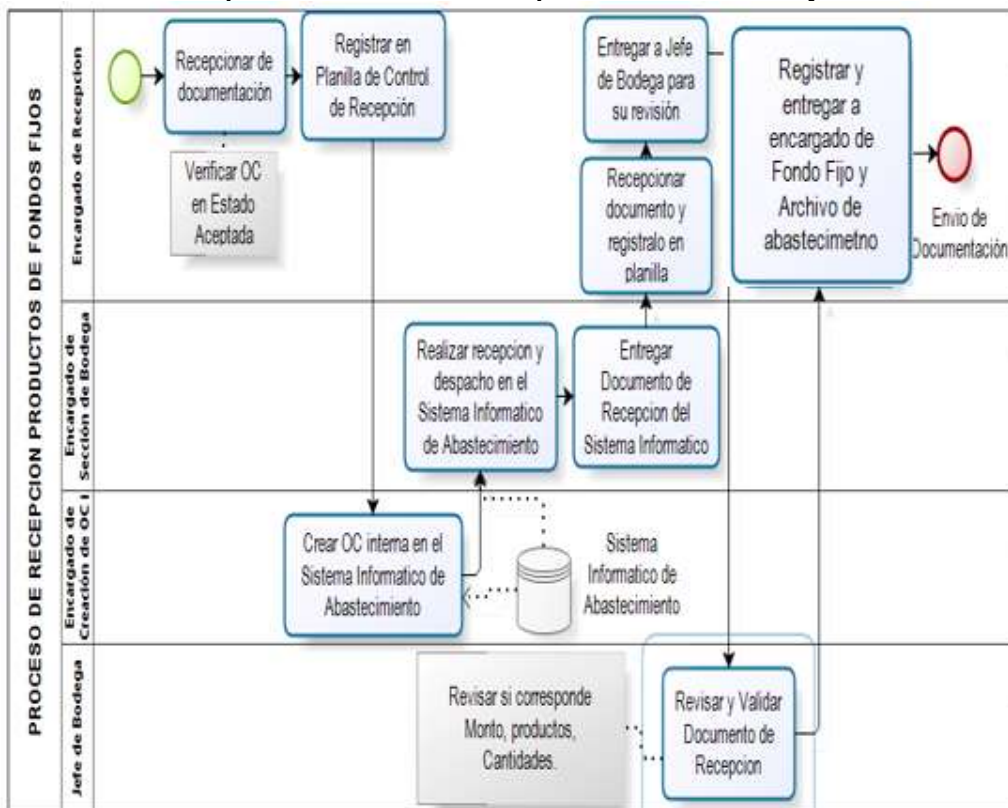 PROCESO DE RECEPCION PRODUCTOS DE FONDOS FIJOS
Encargado de Recepcion
Recepcionar de
documentación
Verificar OC
en Estado
Aceptada
Registrar en
Planilla de Control
de Recepción
Entregar a Jefe
de Bodega para
su revisión
Recepcionar
documento y
registralo en
planilla
Registrar y
entregar a
encargado de
Fondo Fijo y
Archivo de
abastecimetno
Envio de
Documentación
Encargado de
Sección de Bodega
Realizar recepcion y
despacho en el
Sistema Informatico
de Abastecimiento
Entregar
Documento de
Recepcion del
Sistema Informatico
Encargado de
Creación de OC I
Crear OC interna en el
Sistema Informatico de
Abastecimiento
Sistema
Informatico de
Abastecimiento
Jefe de Bodega
Revisar si corresponde
Monto, productos,
Cantidades.
Revisar y Validar
Documento de
Recepcion